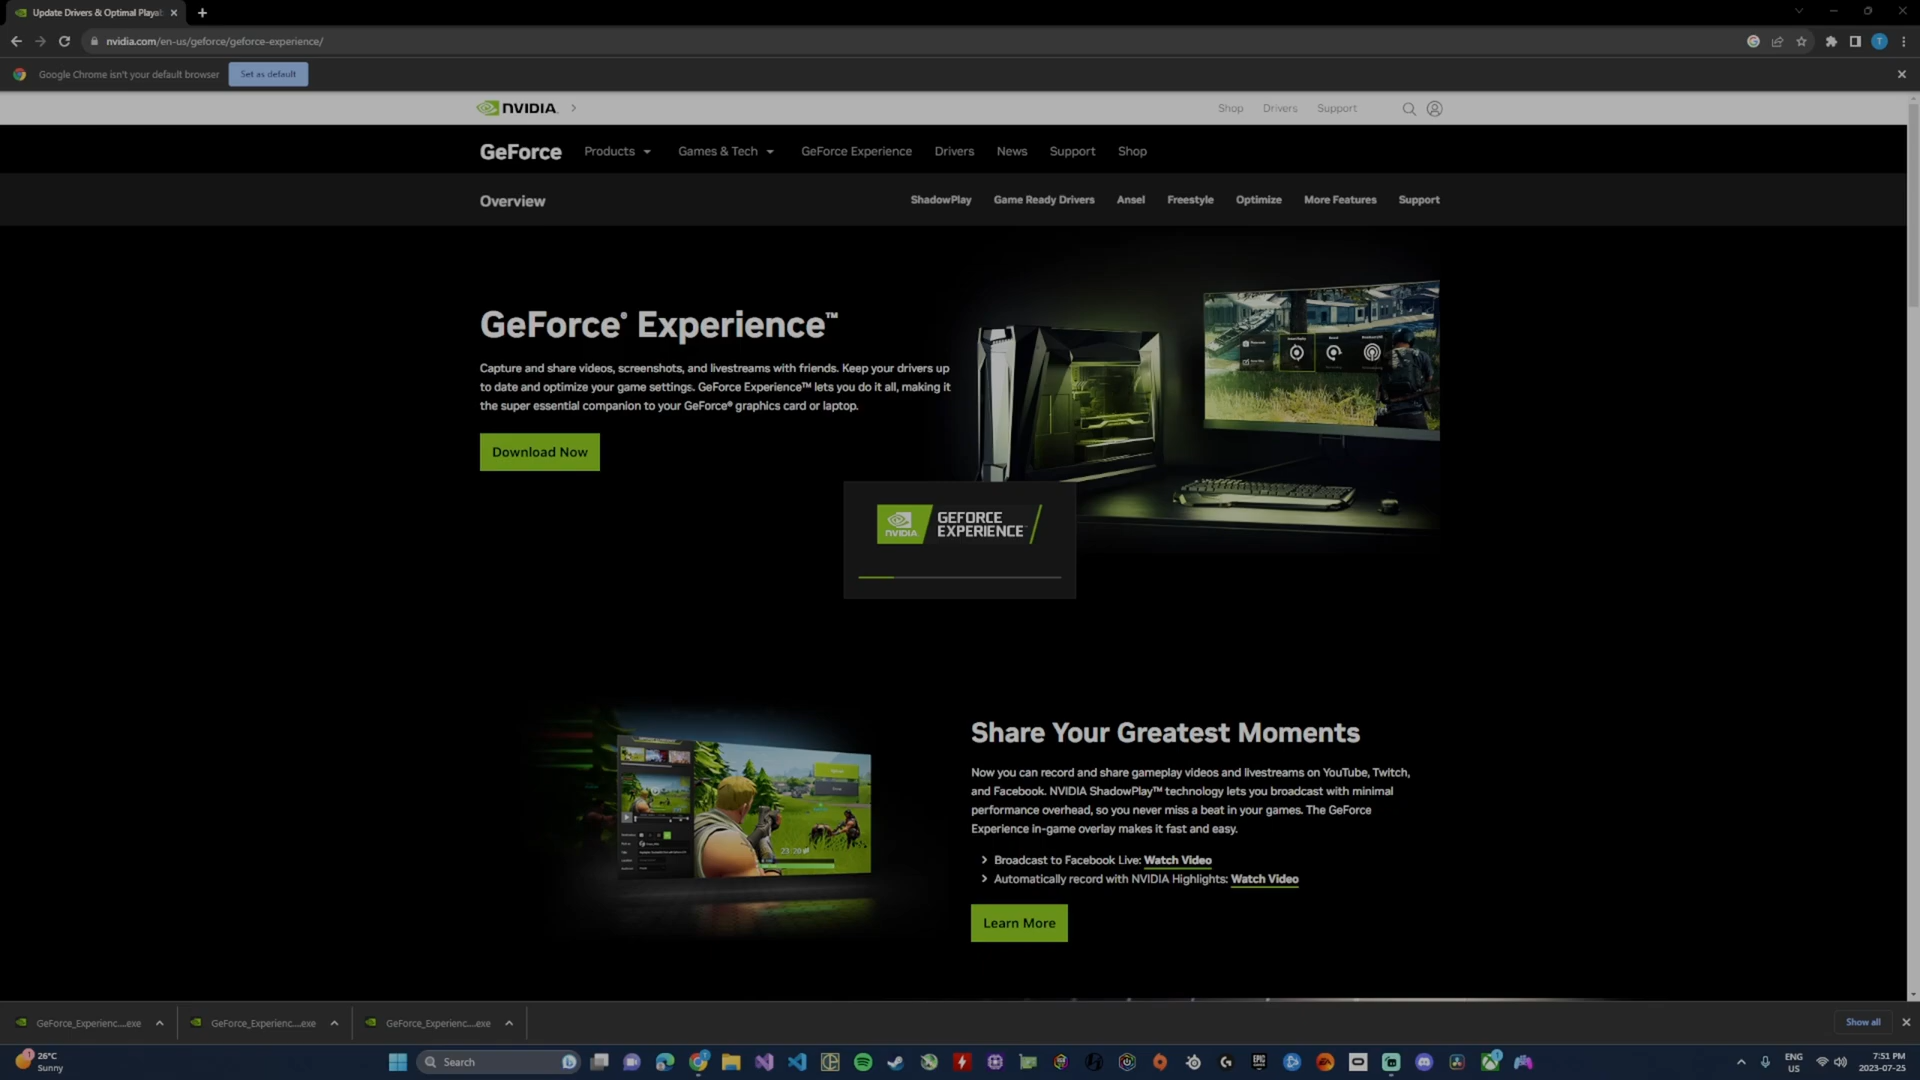 Update Drivers & Optimal Playab
nvidia.com/en-us/geforce/geforce-experience/
T
Google Chrome isn't your default browser
Set as default
NVIDIA
Shop
Drivers
Support
GeForce
Products
Games & Tech
GeForce Experience
Drivers
News
Support
Shop
Overview
ShadowPlay
Game Ready Drivers
Ansel
Freestyle
Optimize
More Features
Support
GeForce® Experience™
Capture and share videos, screenshots, and livestreams with friends. Keep your drivers up
to date and optimize your game settings. GeForce Experience™ lets you do it all, making it
the super essential companion to your GeForce® graphics card or laptop.
Download Now
NVIDIA
GEFORCE
EXPERIENCE
Share Your Greatest Moments
Now you can record and share gameplay videos and livestreams on YouTube, Twitch,
and Facebook. NVIDIA ShadowPlay™ technology lets you broadcast with minimal
performance overhead, so you never miss a beat in your games. The GeForce
Experience in-game overlay makes it fast and easy.
Broadcast to Facebook Live: Watch Video
Automatically record with NVIDIA Highlights: Watch Video
23:20
Learn More
GeForce_Experienc....exe
GeForce_Experienc....exe
GeForce_Experienc....exe
Show all
1
26°C
Sunny
Search
EPIC
ENG
US
7:51 PM
2023-07-25